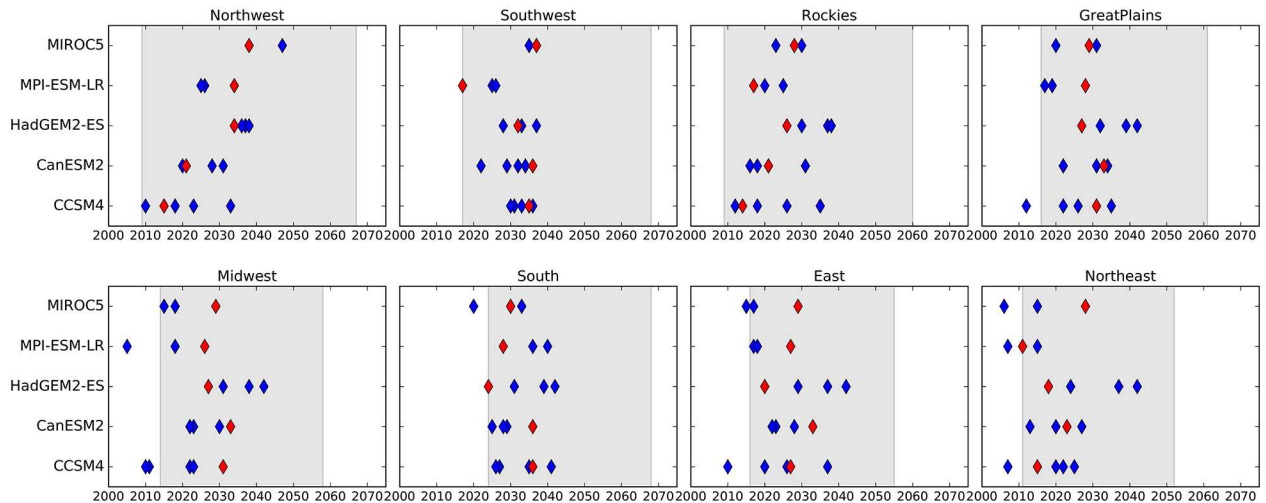 Northwest Southwest Rockies GreatPlains
MIROC5
MPI-ESM-LR
HadGEM2-ES
CanESM2
CCSM4
2000 2010 2020 2030 2040 2050 2060 2070 2000 2010 2020 2030 2040 2050 2060 2070 2000 2010 2020 2030 2040 2050 2060 2070 2000 2010 2020 2030 2040 2050 2060 2070
Midwest South East Northeast
MIROC5
MPI-ESM-LR
HadGEM2-ES
CanESM2
CCSM4
2000 2010 2020 2030 2040 2050 2060 2070 2000 2010 2020 2030 2040 2050 2060 2070 2000 2010 2020 2030 2040 2050 2060 2070 2000 2010 2020 2030 2040 2050 2060 2070